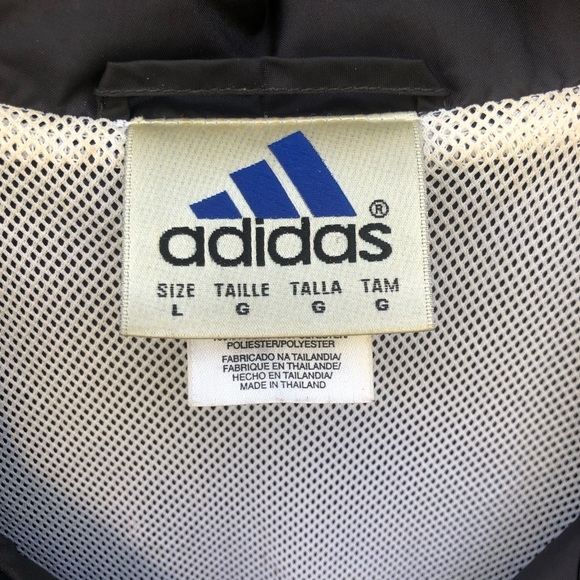 adidas®
SIZE TAILLE TALLA TAM
L G G G
POLIESTER/POLYESTER
FABRICADO NA TAILANDIA/
FABRIQUE EN THAILANDE/
HECHO EN TAILANDIA/
MADE IN THAILAND